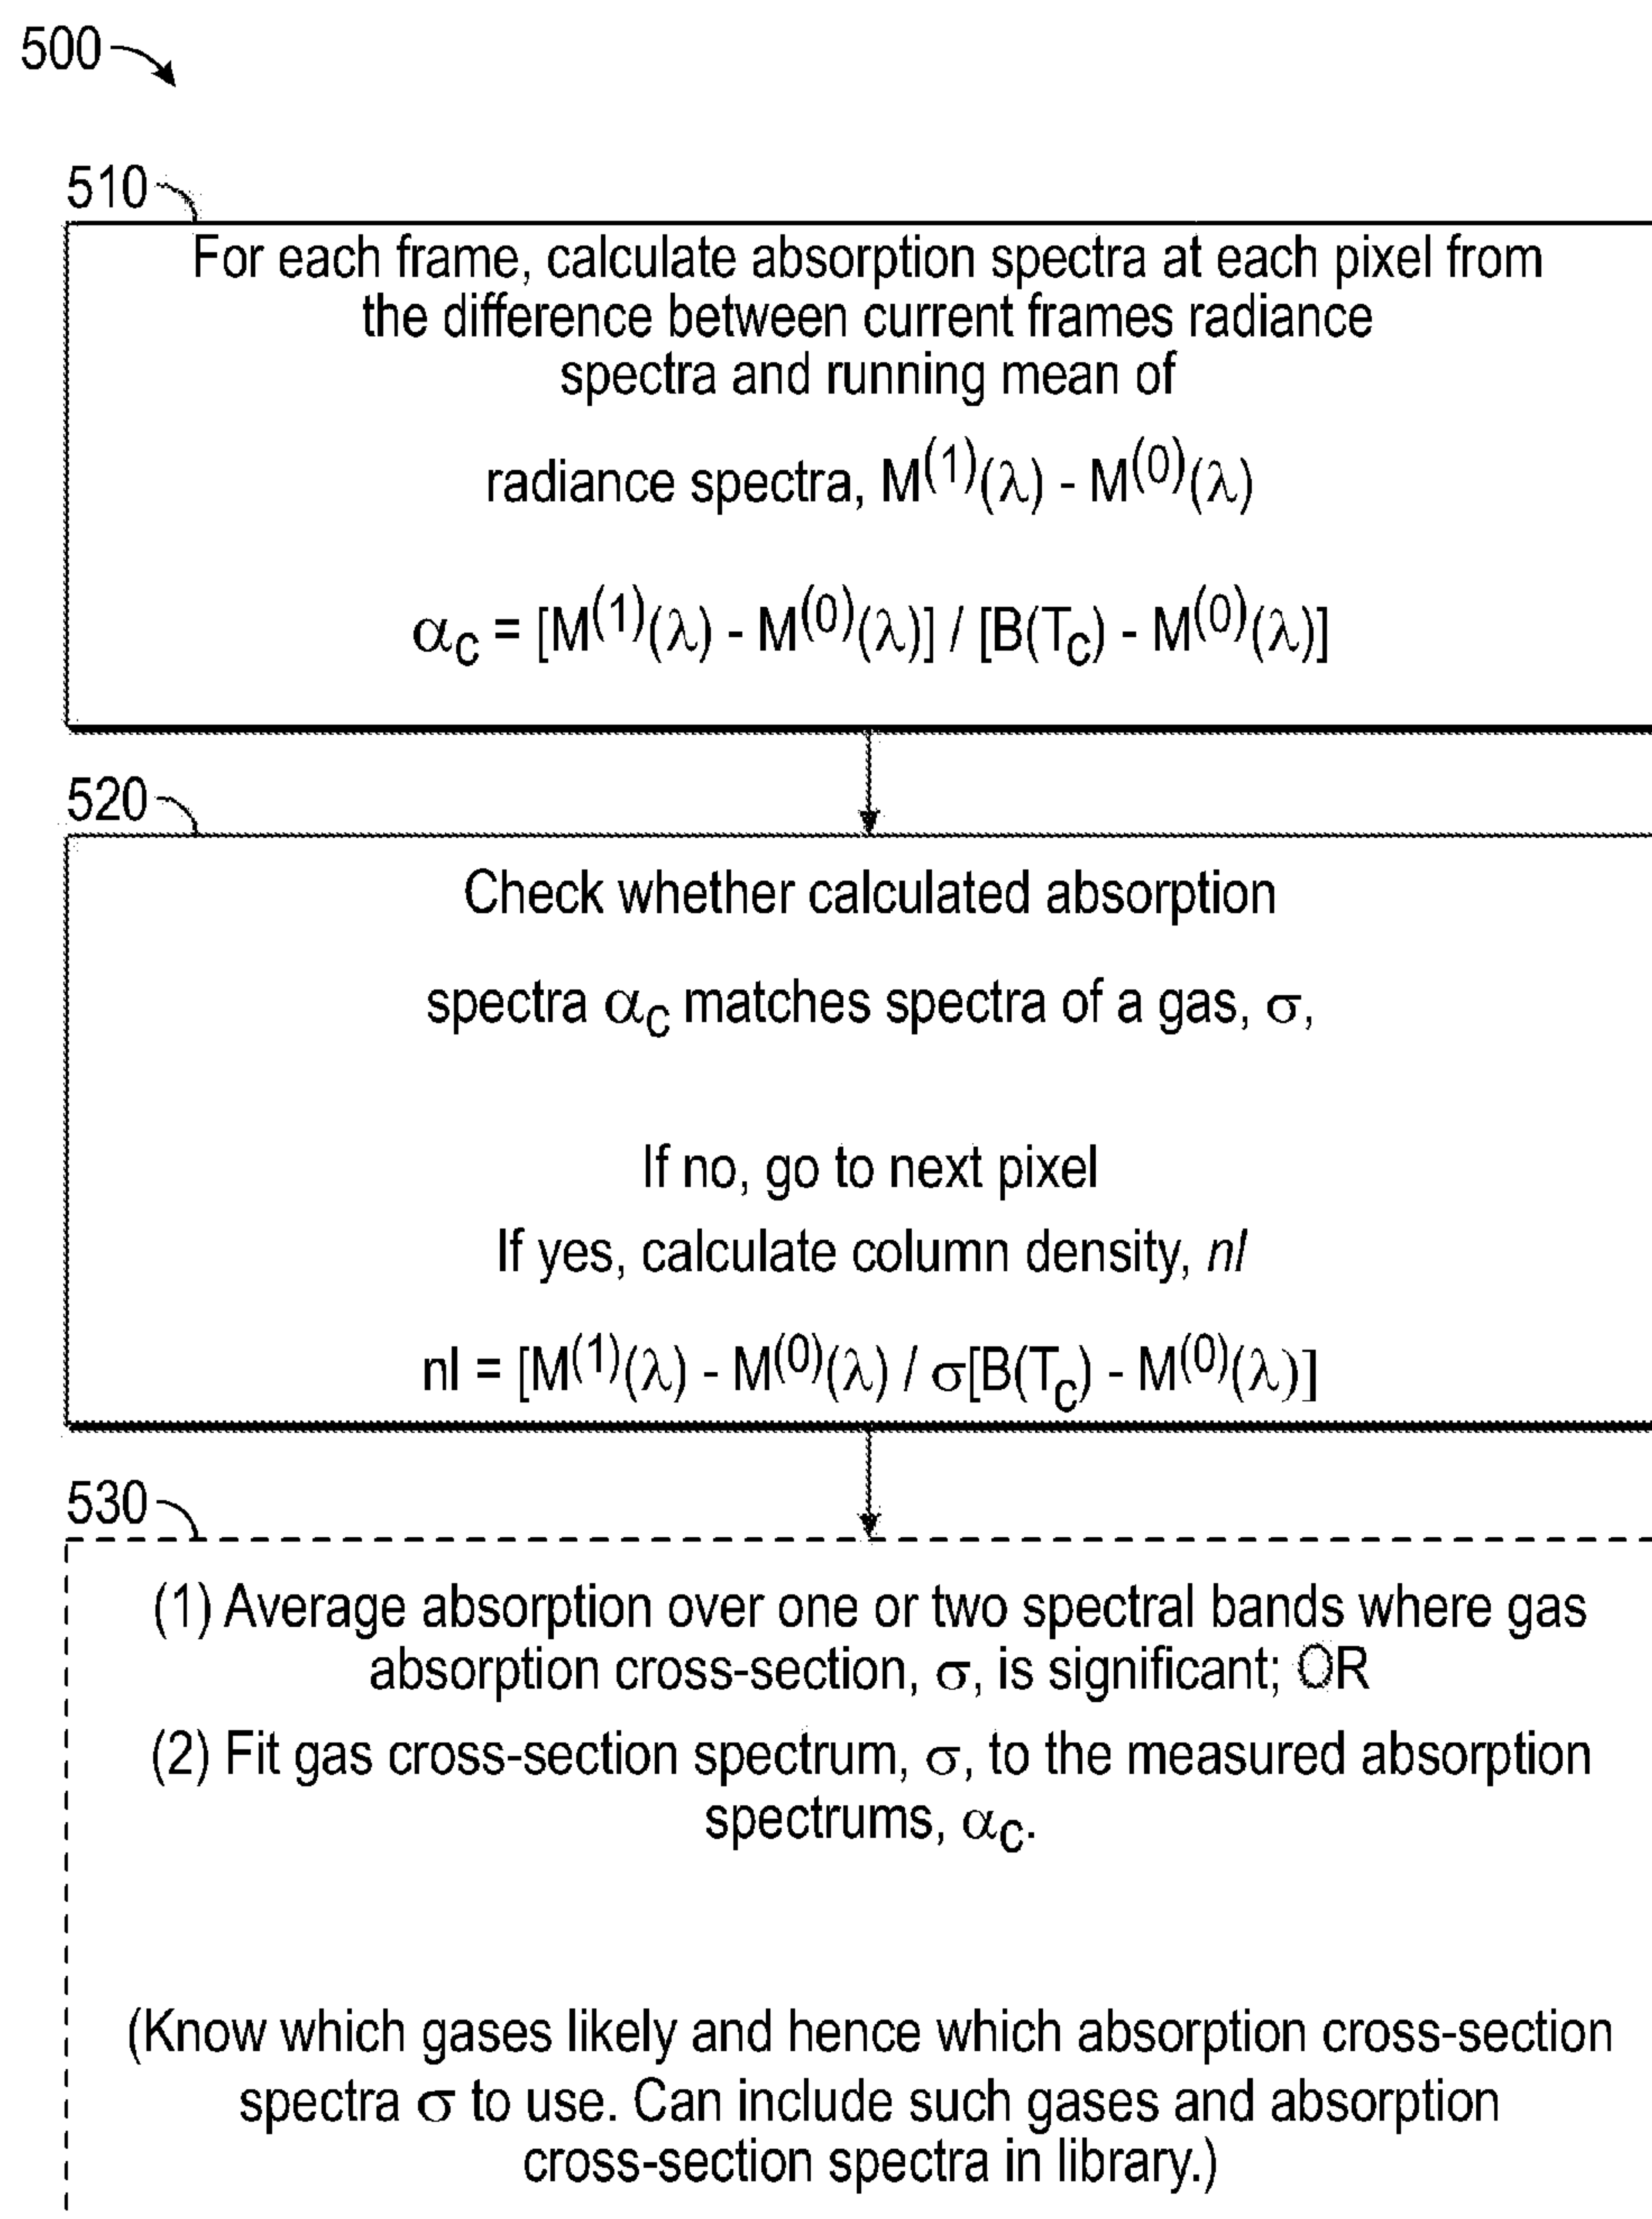 500
510
For each frame, calculate absorption spectra at each pixel from
the difference between current frames radiance
spectra and running mean of
radiance spectra, M⁽¹⁾(λ) - M⁽⁰⁾(λ)
α_C = [M⁽¹⁾(λ) - M⁽⁰⁾(λ)] / [B(T_C) - M⁽⁰⁾(λ)]
520
Check whether calculated absorption
spectra α_C matches spectra of a gas, σ,
If no, go to next pixel
If yes, calculate column density, nl
nl = [M⁽¹⁾(λ) - M⁽⁰⁾(λ) / σ[B(T_C) - M⁽⁰⁾(λ)]
530
(1) Average absorption over one or two spectral bands where gas
absorption cross-section, σ, is significant; OR
(2) Fit gas cross-section spectrum, σ, to the measured absorption
spectrums, α_C.
(Know which gases likely and hence which absorption cross-section
spectra σ to use. Can include such gases and absorption
cross-section spectra in library.)